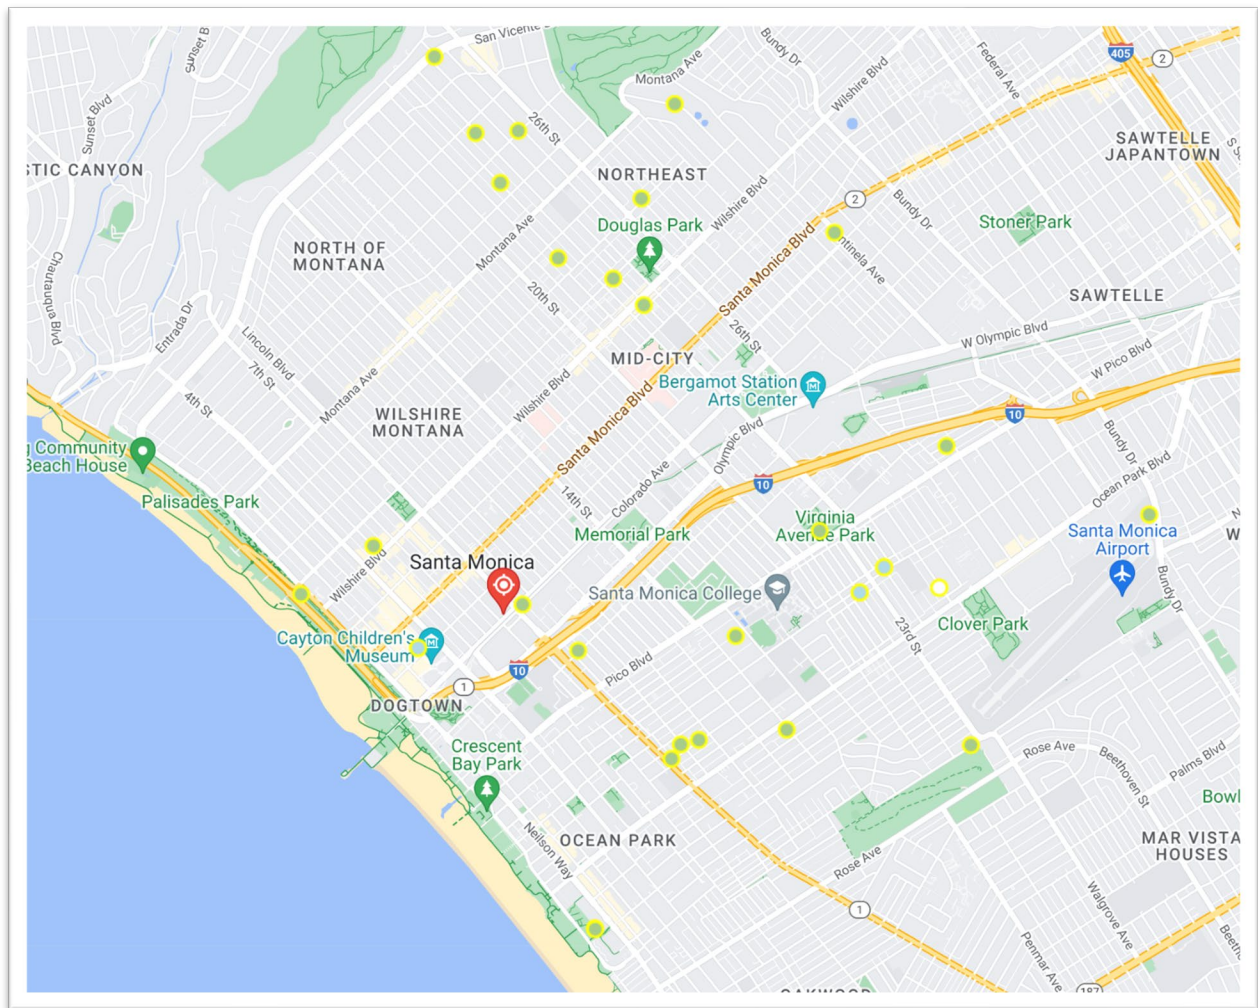 San Vicente
Sunset B
Bundy Dr
Montana Ave
Federal Ave
405
2
Wilshire Blvd
Sunset Blvd
26th St
SAWTELLE
JAPANTOWN
STIC CANYON
NORTHEAST
Wilshire Blvd
2
Bundy Dr
Douglas Park
Stoner Park
NORTH OF
MONTANA
Montana Ave
ntinela Ave
Santa Monica Blvd
Chautauqua Blvd
20th St
SAWTELLE
Entrada Dr
26th St
W Olympic Blvd
Lincoln Blvd
7th St
MID-CITY
W Pico Blvd
Bergamot Station
Arts Center
Montana Ave
Wilshire Blvd
4th St
WILSHIRE
MONTANA
Santa Monica Blvd
10
Olympic Blvd
Bundy Dr
g Community
Beach House
Colorado Ave
Ocean Park Blvd
10
14th St
Palisades Park
Virginia
Avenue Park
Memorial Park
Santa Monica
Airport
W
Santa Monica
Wilshire Blvd
Santa Monica College
Bundy Dr
Clover Park
23rd St
Cayton Children's
Museum
10
Pico Blvd
1
DOGTOWN
Crescent
Bay Park
Rose Ave
Beethoven St
Palms Blvd
Bowl
Neilson Way
OCEAN PARK
MAR VISTA
HOUSES
Rose Ave
1
Walgrove Ave
Penmar Ave
Beeth
187
OAKWOOD